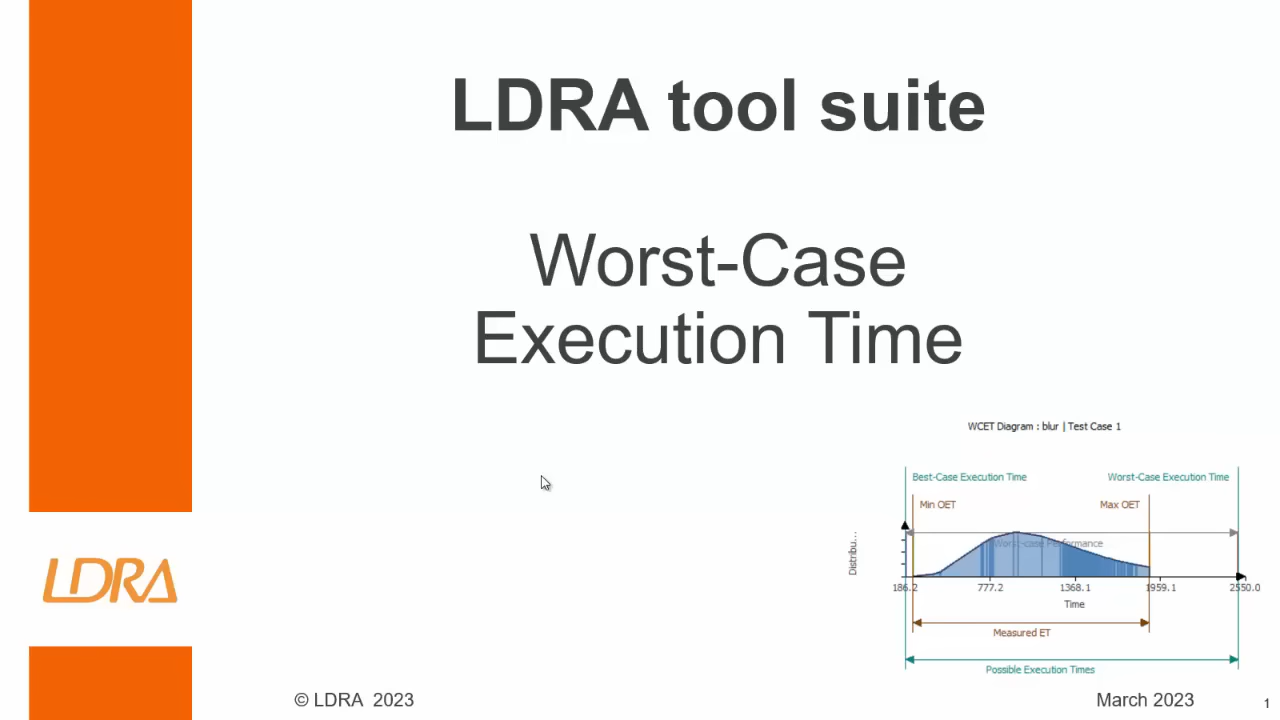 LDRA tool suite
Worst-Case
Execution Time
WCET Diagram : blur | Test Case 1
Best-Case Execution Time
Worst-Case Execution Time
Min OET
Max OET
Worst-case Performance
Distribu...
186.2
777.2
1368.1
1959.1
2550.0
Time
Measured ET
Possible Execution Times
LDRA
© LDRA 2023
March 2023
1